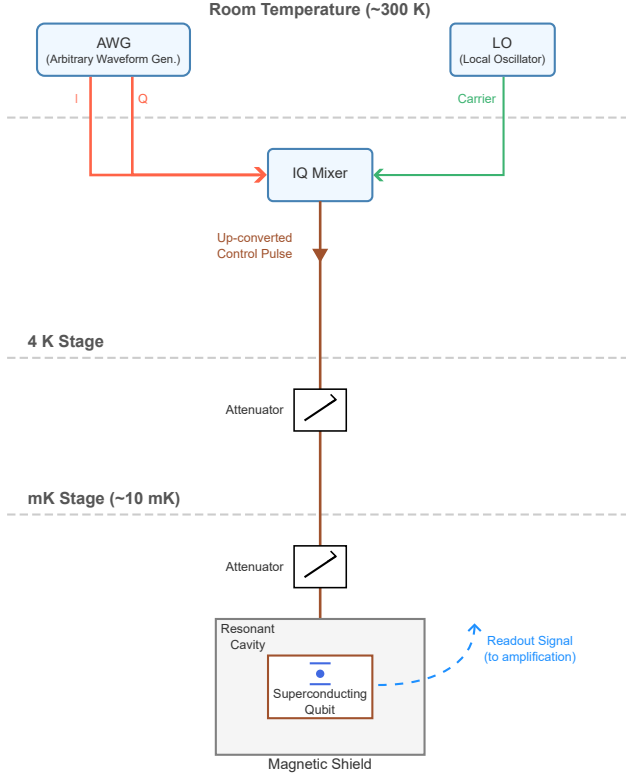 Room Temperature (~300 K)
AWG
(Arbitrary Waveform Gen.)
LO
(Local Oscillator)
I
Q
Carrier
IQ Mixer
Up-converted
Control Pulse
4 K Stage
Attenuator
mK Stage (~10 mK)
Attenuator
Resonant
Cavity
Readout Signal
(to amplification)
Superconducting
Qubit
Magnetic Shield